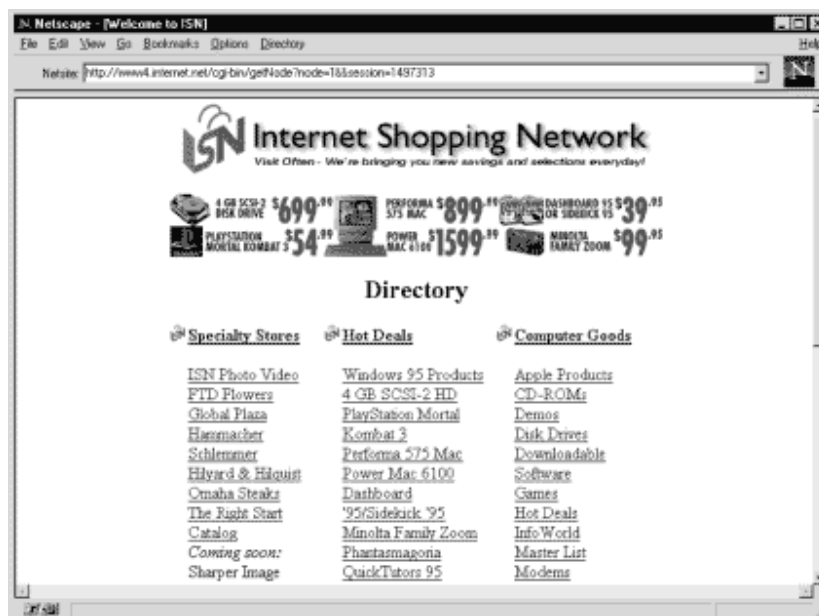 Netscape - [Welcome to ISN]
File Edit View Go Bookmarks Options Directory Help
Netsite: http://www4.internet.net/cgi-bin/getNode?node=1&&session=1497313
N
ISN Internet Shopping Network
Visit Often - We're bringing you new savings and selections everyday!
4 GB SCSI-2 DISK DRIVE $699.99 PERFORMA 575 MAC $899.99 DASHBOARD 95 OR SIDEKICK 95 $39.95
PLAYSTATION MORTAL KOMBAT 3 $54.99 POWER MAC 6100 $1599.99 MINOLTA FAMILY ZOOM $99.95
Directory
Specialty Stores
ISN Photo Video
FTD Flowers
Global Plaza
Hammacher
Schlemmer
Hilyard & Hilquist
Omaha Steaks
The Right Start
Catalog
Coming soon:
Sharper Image
Hot Deals
Windows 95 Products
4 GB SCSI-2 HD
PlayStation Mortal
Kombat 3
Performa 575 Mac
Power Mac 6100
Dashboard
'95/Sidekick '95
Minolta Family Zoom
Phantasmagoria
QuickTutors 95
Computer Goods
Apple Products
CD-ROMs
Demos
Disk Drives
Downloadable
Software
Games
Hot Deals
InfoWorld
Master List
Modems